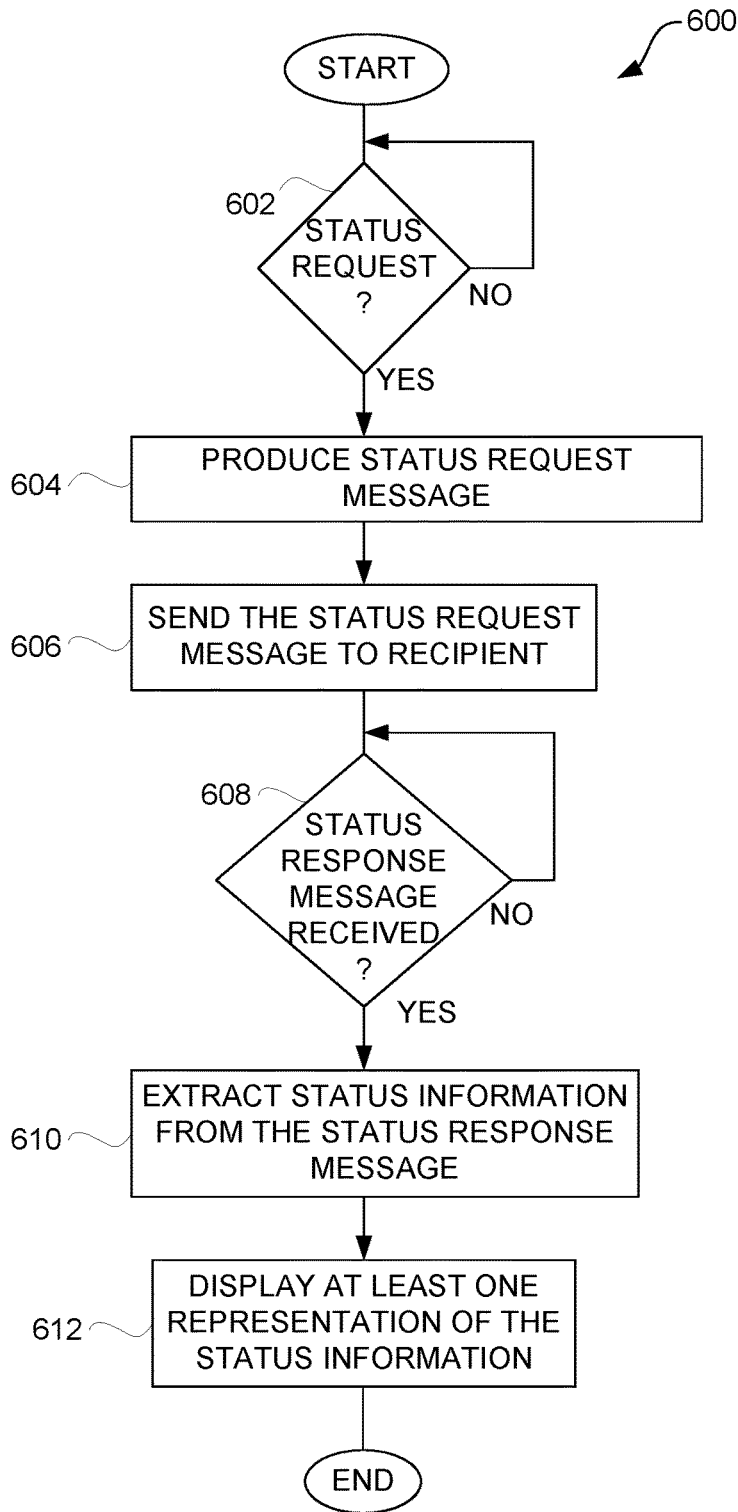 600
START
602
STATUS
REQUEST
?
NO
YES
604
PRODUCE STATUS REQUEST
MESSAGE
606
SEND THE STATUS REQUEST
MESSAGE TO RECIPIENT
608
STATUS
RESPONSE
MESSAGE
RECEIVED
?
NO
YES
610
EXTRACT STATUS INFORMATION
FROM THE STATUS RESPONSE
MESSAGE
612
DISPLAY AT LEAST ONE
REPRESENTATION OF THE
STATUS INFORMATION
END